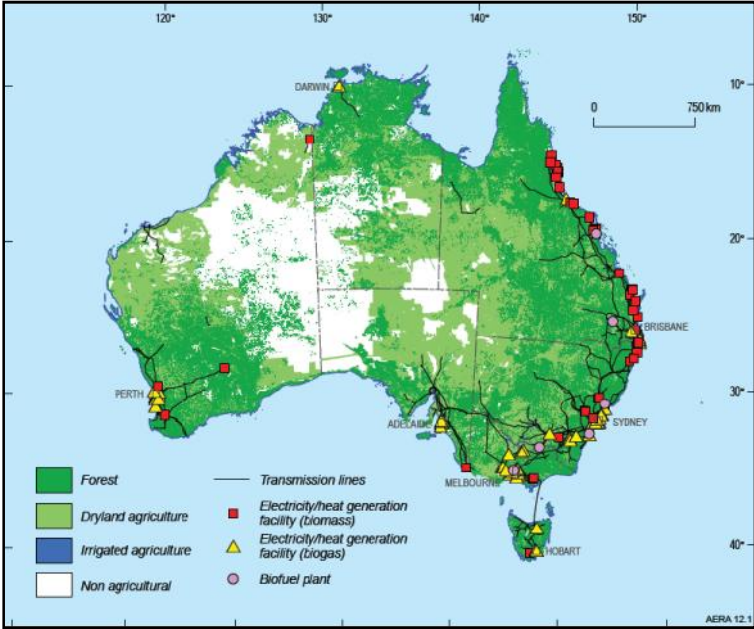 120°
130°
140°
150°
DARWIN
10°
0
750 km
20°
BRISBANE
30°
PERTH
SYDNEY
ADELAIDE
MELBOURNE
40°
HOBART
Forest
Dryland agriculture
Irrigated agriculture
Non agricultural
Transmission lines
Electricity/heat generation
facility (biomass)
Electricity/heat generation
facility (biogas)
Biofuel plant
AERA 12.1